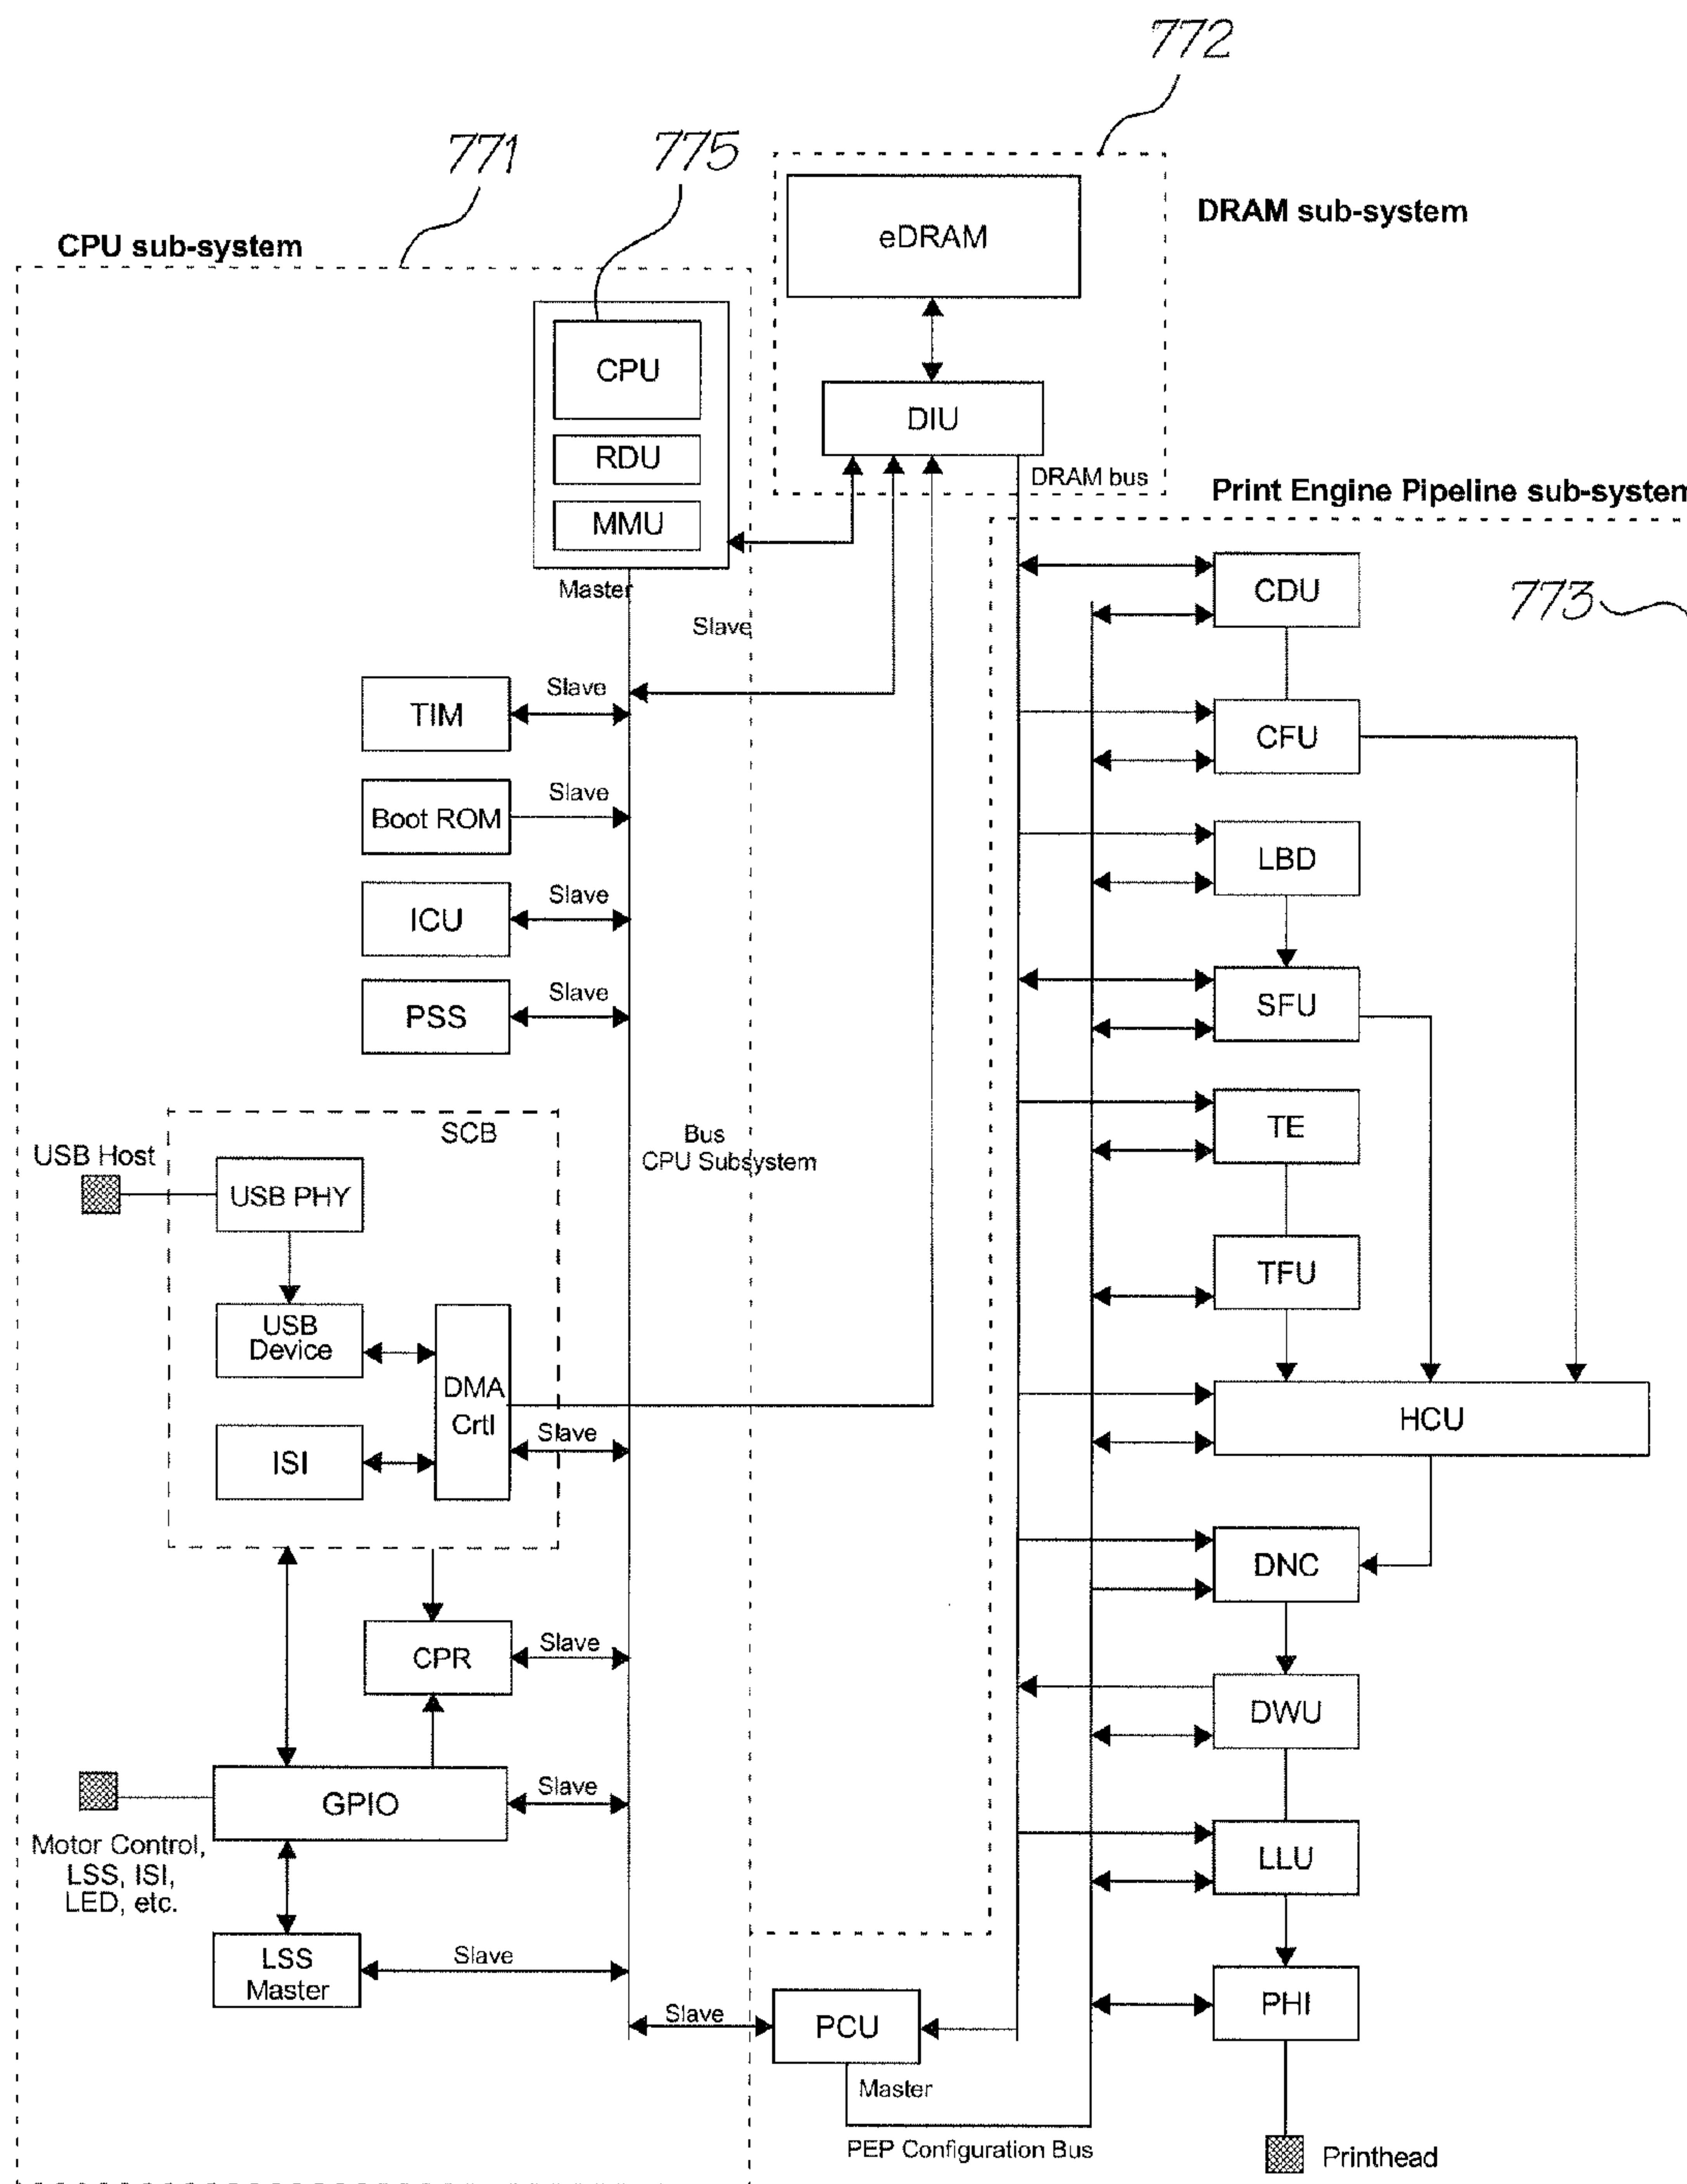 772
771
775
DRAM sub-system
CPU sub-system
eDRAM
CPU
DIU
RDU
DRAM bus
Print Engine Pipeline sub-system
MMU
Master
CDU
773
Slave
TIM
Slave
CFU
Boot ROM
Slave
LBD
ICU
Slave
PSS
Slave
SFU
SCB
TE
USB Host
USB PHY
Bus
CPU Subsystem
TFU
USB
Device
DMA
Crtl
HCU
Slave
ISI
DNC
CPR
Slave
DWU
GPIO
Slave
Motor Control,
LSS, ISI,
LED, etc.
LLU
LSS
Master
Slave
PHI
Slave
PCU
Master
PEP Configuration Bus
Printhead